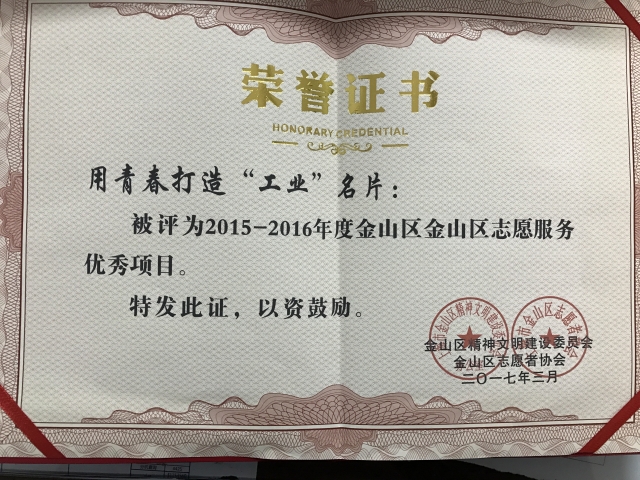 荣誉证书
HONORARY CREDENTIAL
用青春打造“工业”名片：
被评为2015-2016年度金山区金山区志愿服务
优秀项目。
特发此证，以资鼓励。
金山区精神文明建设委员会
金山区志愿者协会
二〇一七年三月